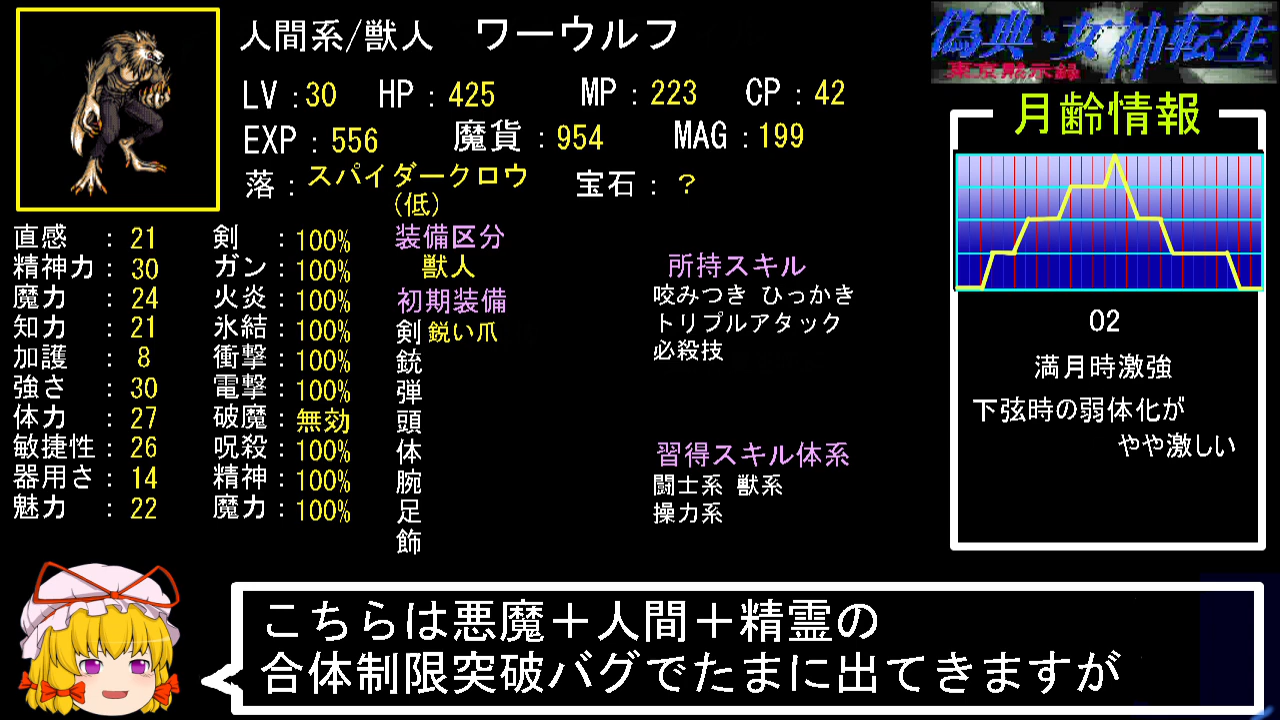 人間系/獣人　ワーウルフ
LV :30　HP : 425　MP : 223　CP : 42
EXP : 556　魔貨 : 954　MAG : 199
落 : スパイダークロウ　宝石 : ？
(低)
偽典・女神転生
東京黙示録
月齢情報
02
満月時激強
下弦時の弱体化が
やや激しい
直感 : 21
精神力 : 30
魔力 : 24
知力 : 21
加護 : 8
強さ : 30
体力 : 27
敏捷性 : 26
器用さ : 14
魅力 : 22
剣 : 100%
ガン : 100%
火炎 : 100%
氷結 : 100%
衝撃 : 100%
電撃 : 100%
破魔 : 無効
呪殺 : 100%
精神 : 100%
魔力 : 100%
装備区分
獣人
初期装備
剣 鋭い爪
銃
弾
頭
体
腕
足
飾
所持スキル
咬みつき ひっかき
トリプルアタック
必殺技
習得スキル体系
闘士系 獣系
操力系
こちらは悪魔＋人間＋精霊の
合体制限突破バグでたまに出てきますが